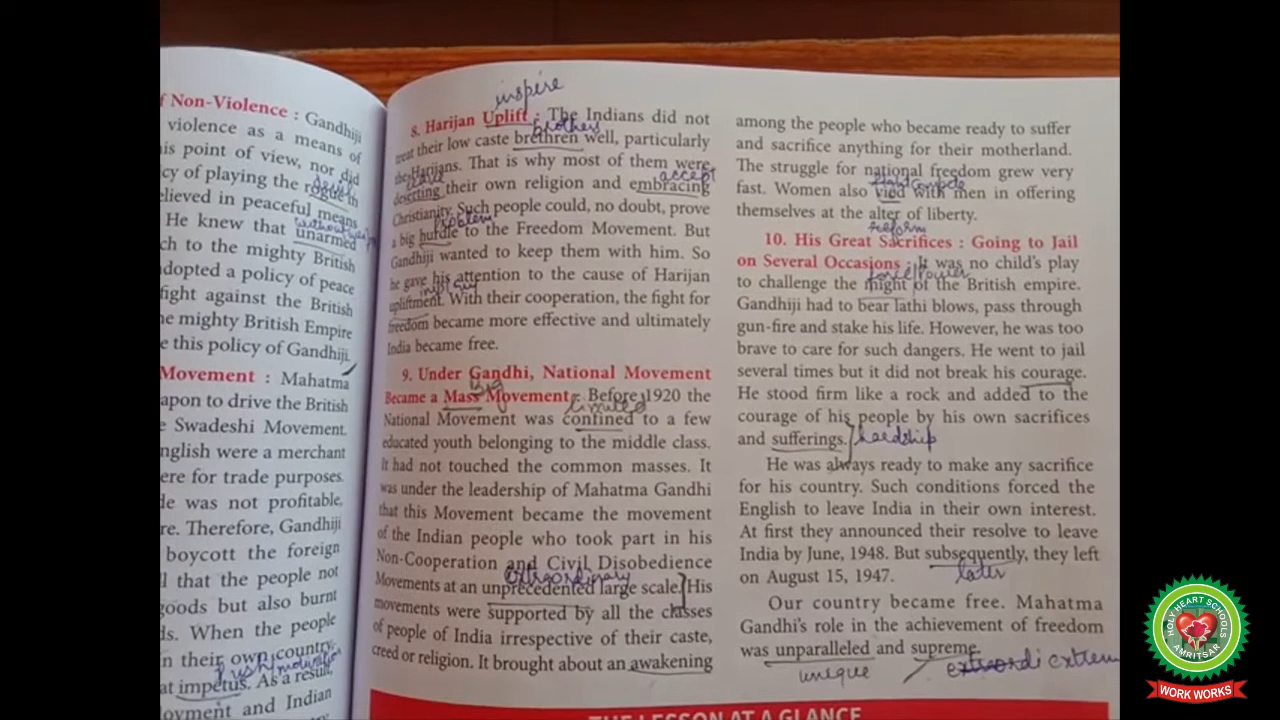 f Non-Violence : Gandhiji
violence as a means of
is point of view, nor did
cy of playing the rogue in
devil
elieved in peaceful means
He knew that unarmed
ch to the mighty British
dopted a policy of peace
fight against the British
he mighty British Empire
e this policy of Gandhiji.
Movement : Mahatma
apon to drive the British
e Swadeshi Movement.
nglish were a merchant
ere for trade purposes.
de was not profitable,
re. Therefore, Gandhiji
boycott the foreign
ll that the people not
goods but also burnt
ds. When the people
n their own country,
push/motivation
at impetus. As a result,
loyment and Indian
inspire
8. Harijan Uplift : The Indians did not
brothers
treat their low caste brethren well, particularly
the Harijans. That is why most of them were
leave accept
deserting their own religion and embracing
Christianity. Such people could, no doubt, prove
problem
a big hurdle to the Freedom Movement. But
Gandhiji wanted to keep them with him. So
he gave his attention to the cause of Harijan
upliftment. With their cooperation, the fight for
freedom became more effective and ultimately
India became free.
9. Under Gandhi, National Movement
Big
Became a Mass Movement : Before 1920 the
limited
National Movement was confined to a few
educated youth belonging to the middle class.
It had not touched the common masses. It
was under the leadership of Mahatma Gandhi
that this Movement became the movement
of the Indian people who took part in his
Non-Cooperation and Civil Disobedience
extraordinary
Movements at an unprecedented large scale. His
movements were supported by all the classes
of people of India irrespective of their caste,
creed or religion. It brought about an awakening
among the people who became ready to suffer
and sacrifice anything for their motherland.
The struggle for national freedom grew very
fast. Women also vied with men in offering
themselves at the alter of liberty.
10. His Great Sacrifices : Going to Jail
on Several Occasions : It was no child's play
force/Power
to challenge the might of the British empire.
Gandhiji had to bear lathi blows, pass through
gun-fire and stake his life. However, he was too
brave to care for such dangers. He went to jail
several times but it did not break his courage.
He stood firm like a rock and added to the
courage of his people by his own sacrifices
and sufferings. hardship
He was always ready to make any sacrifice
for his country. Such conditions forced the
English to leave India in their own interest.
At first they announced their resolve to leave
India by June, 1948. But subsequently, they left
on August 15, 1947. later
Our country became free. Mahatma
Gandhi's role in the achievement of freedom
was unparalleled and supreme.
unique extrem
THE LESSON AT A GLANCE
HOLY HEART SCHOOLS
AMRITSAR
WORK WORKS